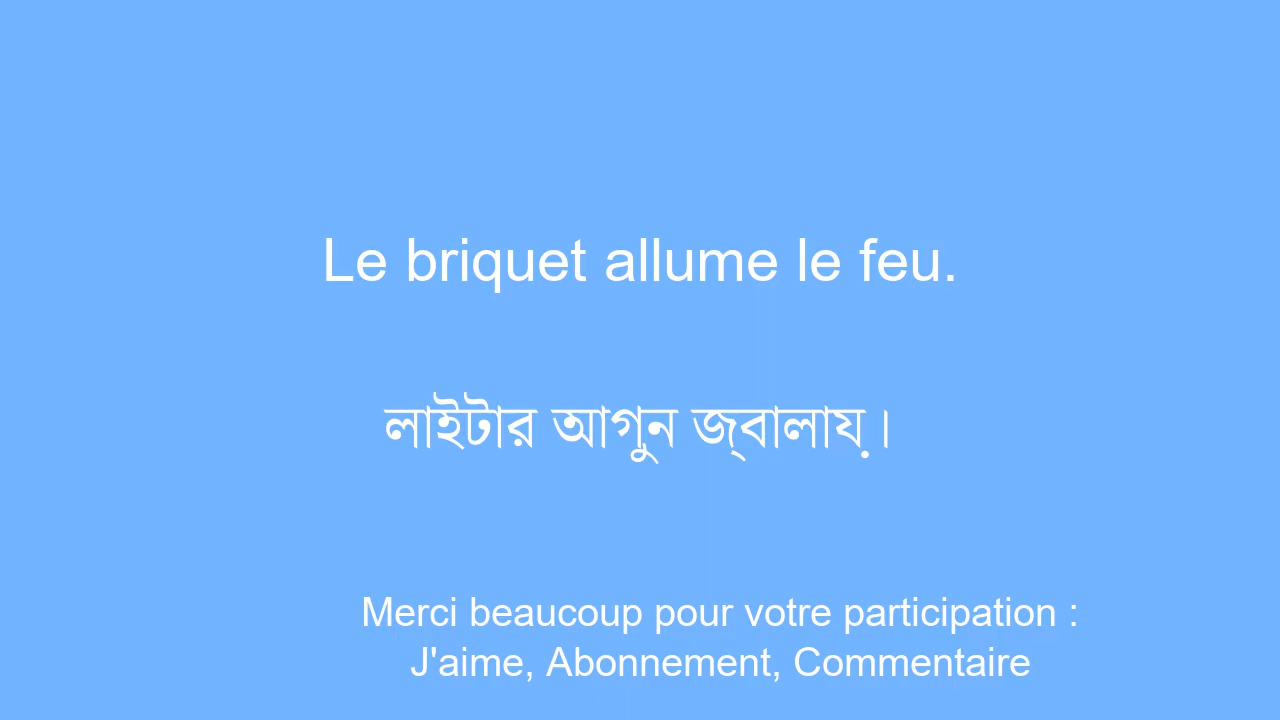 Le briquet allume le feu.
লাইটার আগুন জ্বালায়।
Merci beaucoup pour votre participation :
J'aime, Abonnement, Commentaire